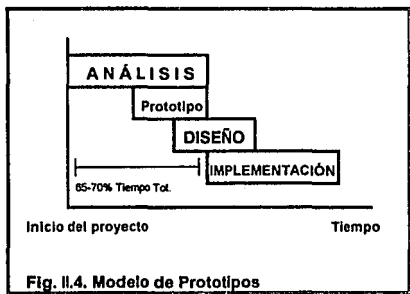 ANÁLISIS
Prototipo
DISEÑO
IMPLEMENTACIÓN
65-70% Tiempo Tot.
Inicio del proyecto
Tiempo
Fig. II.4. Modelo de Prototipos